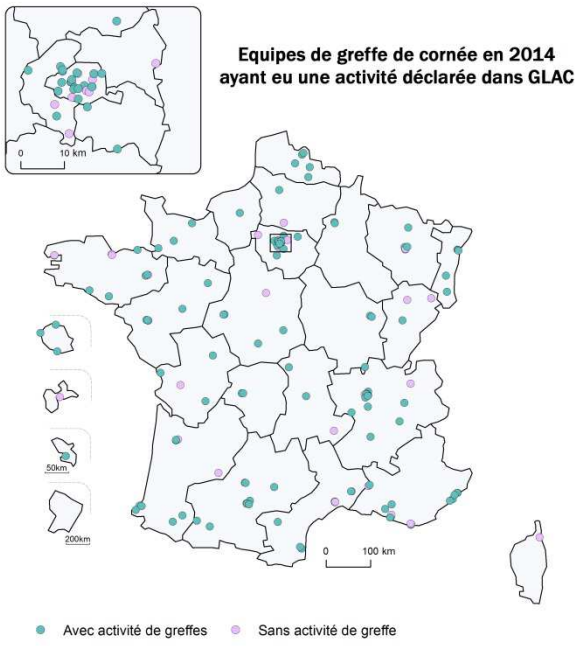 Equipes de greffe de cornée en 2014
ayant eu une activité déclarée dans GLAC
0 10 km
50km
200km
0 100 km
Avec activité de greffes Sans activité de greffe